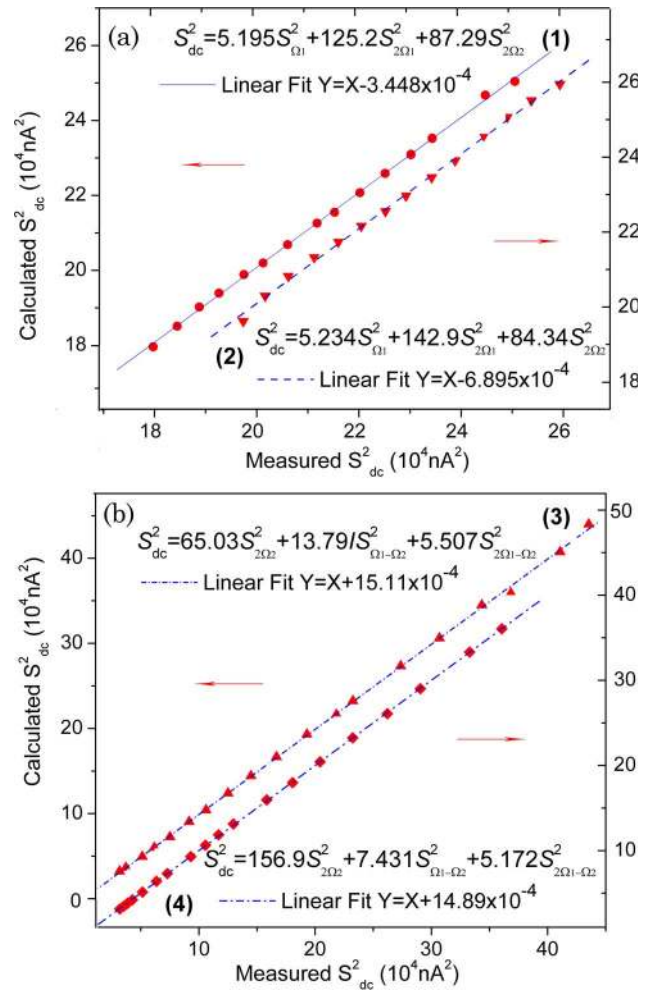 (a)
S²dc=5.195S²Ω1+125.2S²2Ω1+87.29S²2Ω2
(1)
Linear Fit Y=X-3.448x10⁻⁴
26
24
22
20
18
26
24
22
20
18
Calculated S²dc (10⁴nA²)
(2)
S²dc=5.234S²Ω1+142.9S²2Ω1+84.34S²2Ω2
Linear Fit Y=X-6.895x10⁻⁴
18 20 22 24 26
Measured S²dc (10⁴nA²)
(b)
S²dc=65.03S²2Ω2+13.79IS²Ω1-Ω2+5.507S²2Ω1-Ω2
(3)
Linear Fit Y=X+15.11x10⁻⁴
40
30
20
10
0
50
40
30
20
10
Calculated S²dc (10⁴nA²)
S²dc=156.9S²2Ω2+7.431S²Ω1-Ω2+5.172S²2Ω1-Ω2
(4)
Linear Fit Y=X+14.89x10⁻⁴
10 20 30 40
Measured S²dc (10⁴nA²)